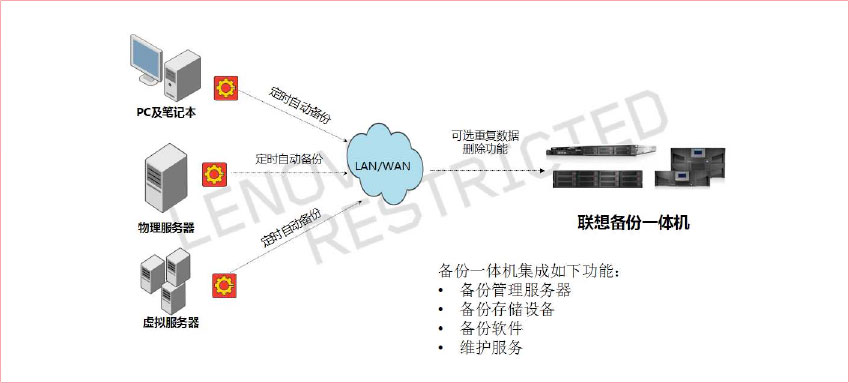 PC及笔记本
定时自动备份
物理服务器
定时自动备份
虚拟服务器
定时自动备份
LAN/WAN
可选重复数据
删除功能
联想备份一体机
备份一体机集成如下功能：
• 备份管理服务器
• 备份存储设备
• 备份软件
• 维护服务
LENOVO
RESTRICTED